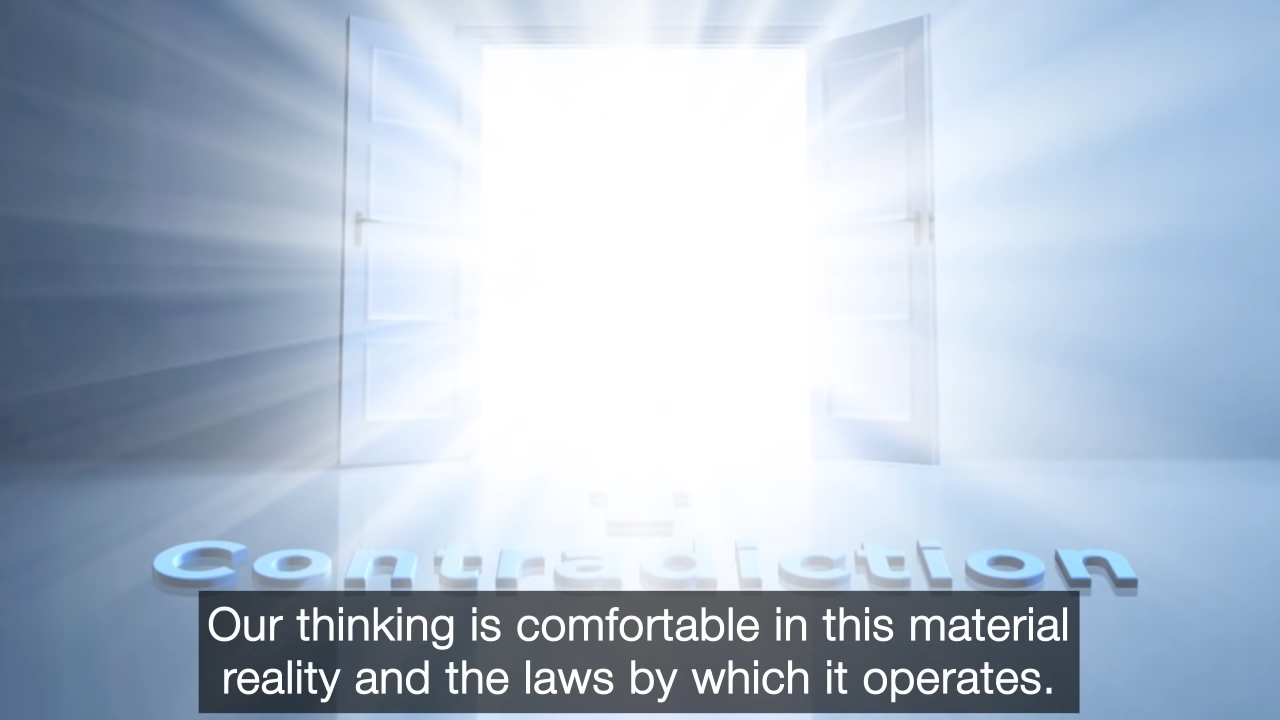 Contradiction
Our thinking is comfortable in this material
reality and the laws by which it operates.